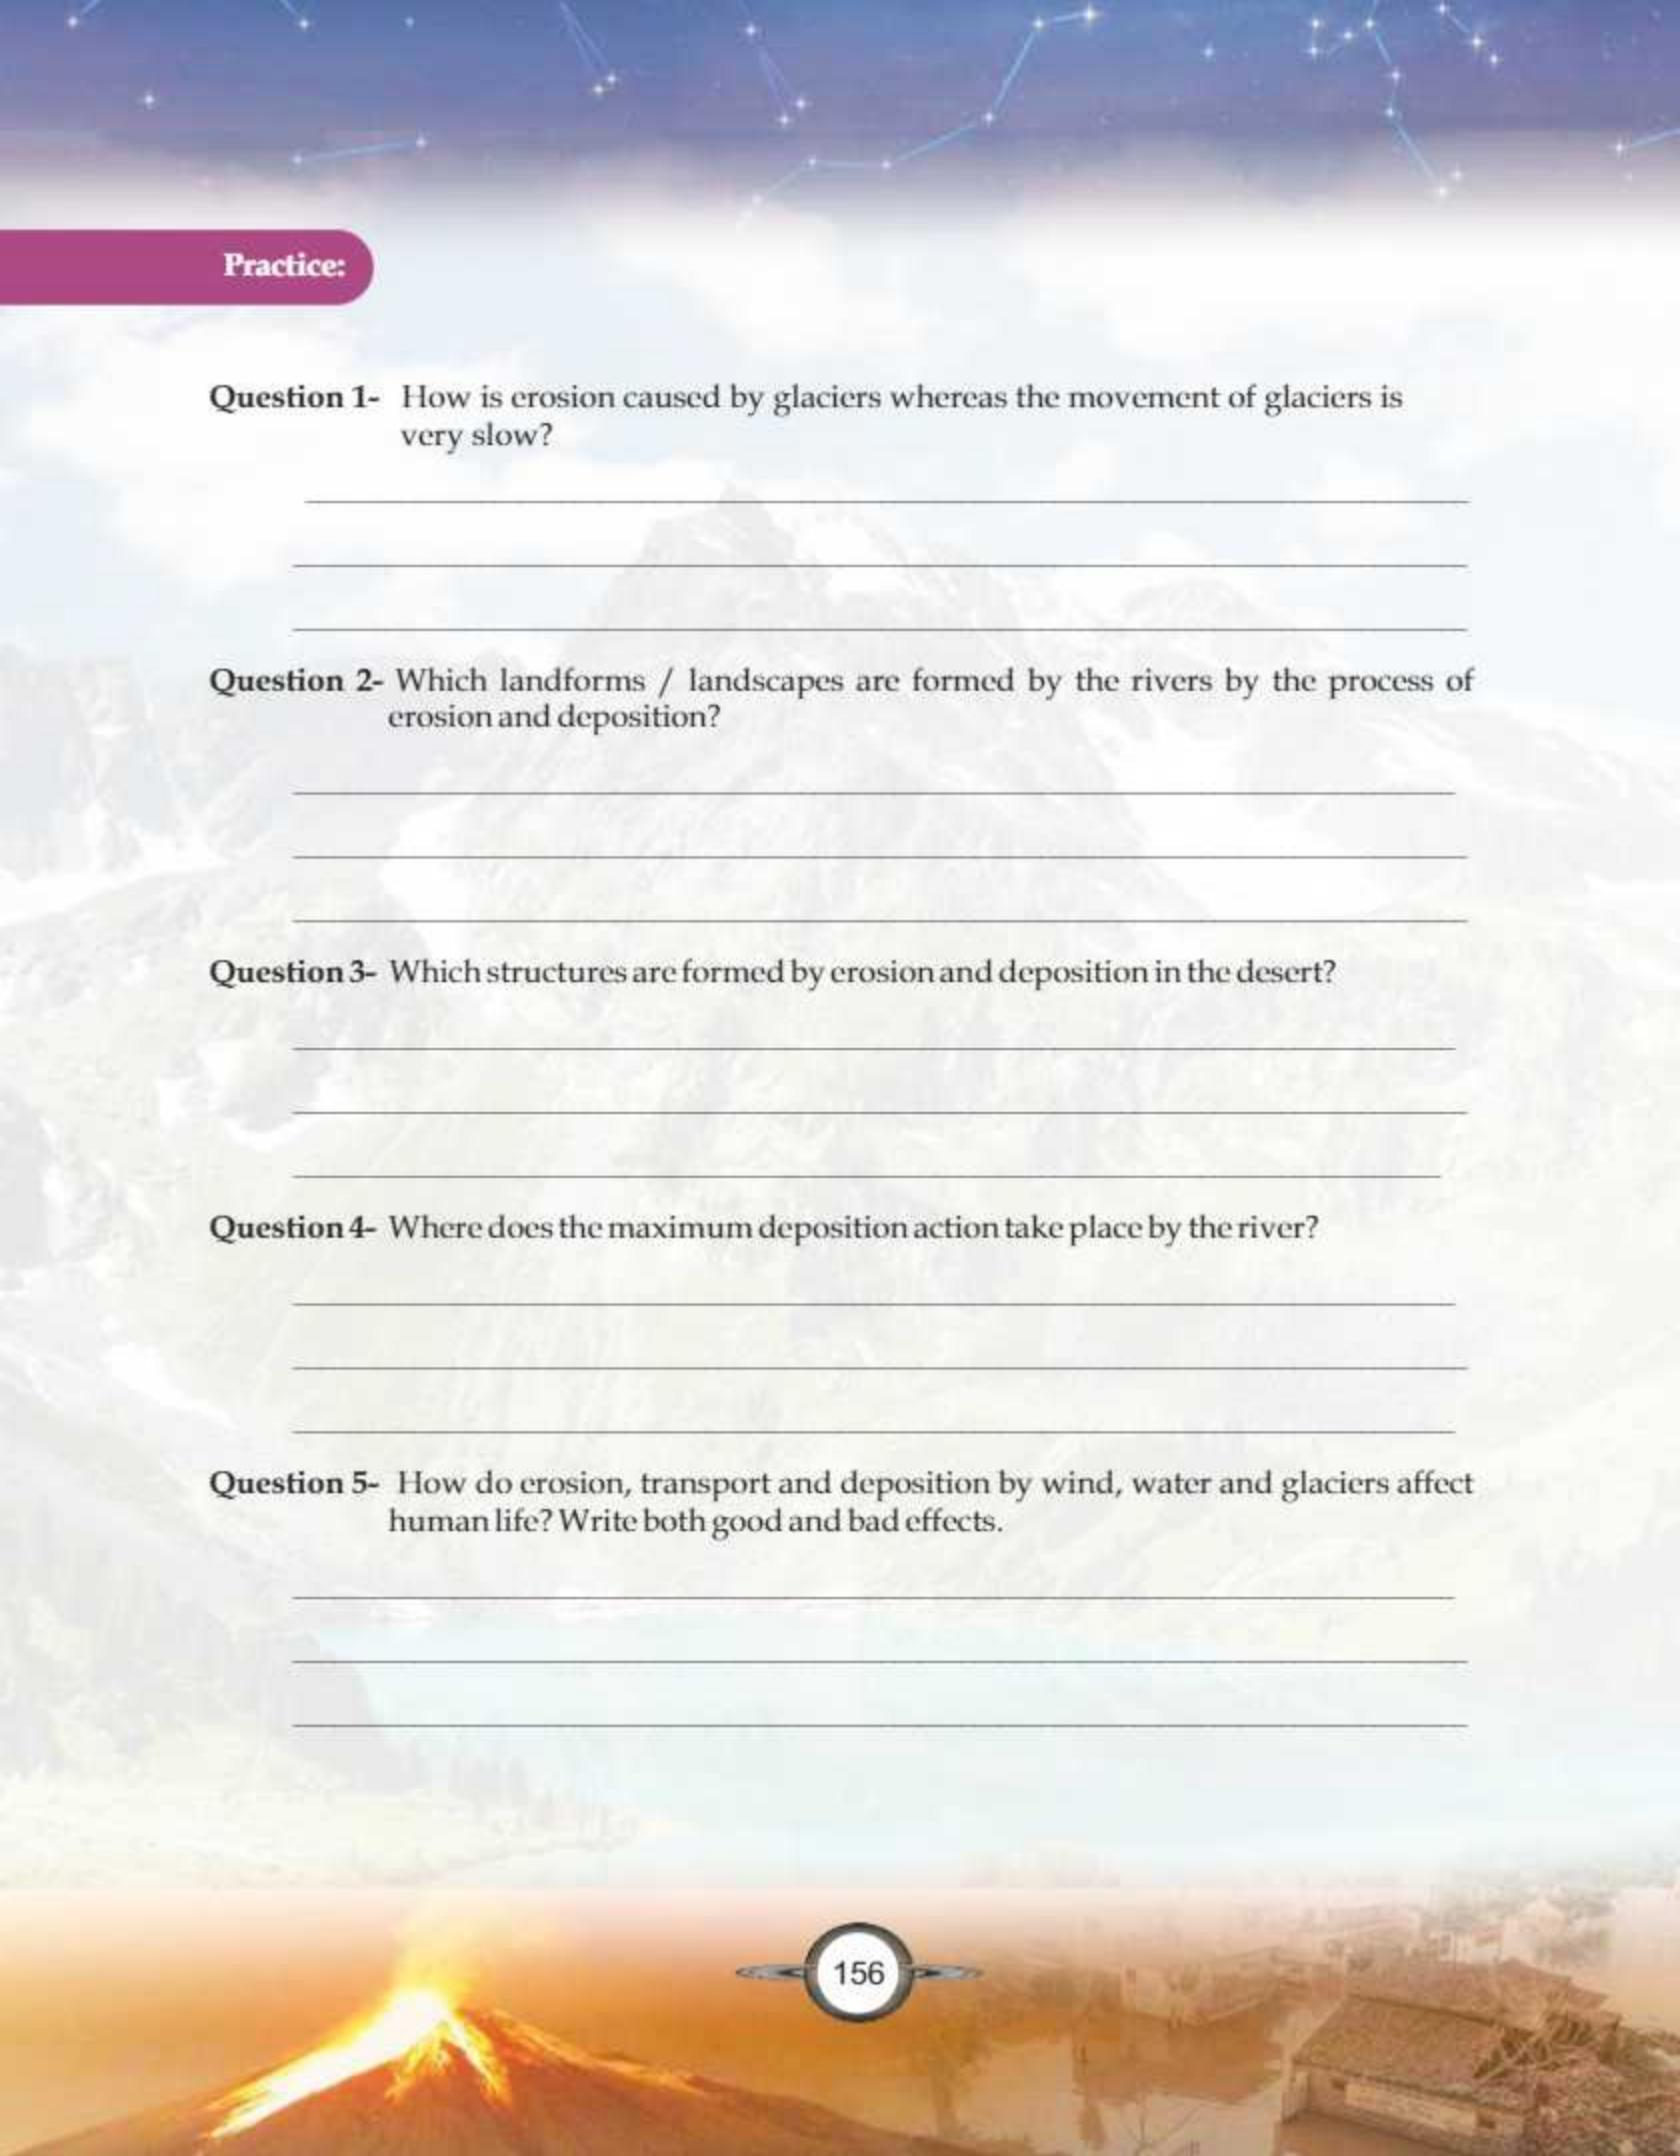 Practice:
Question 1- How is erosion caused by glaciers whereas the movement of glaciers is
very slow?
Question 2- Which landforms / landscapes are formed by the rivers by the process of
erosion and deposition?
Question 3- Which structures are formed by erosion and deposition in the desert?
Question 4- Where does the maximum deposition action take place by the river?
Question 5- How do erosion, transport and deposition by wind, water and glaciers affect
human life? Write both good and bad effects.
156